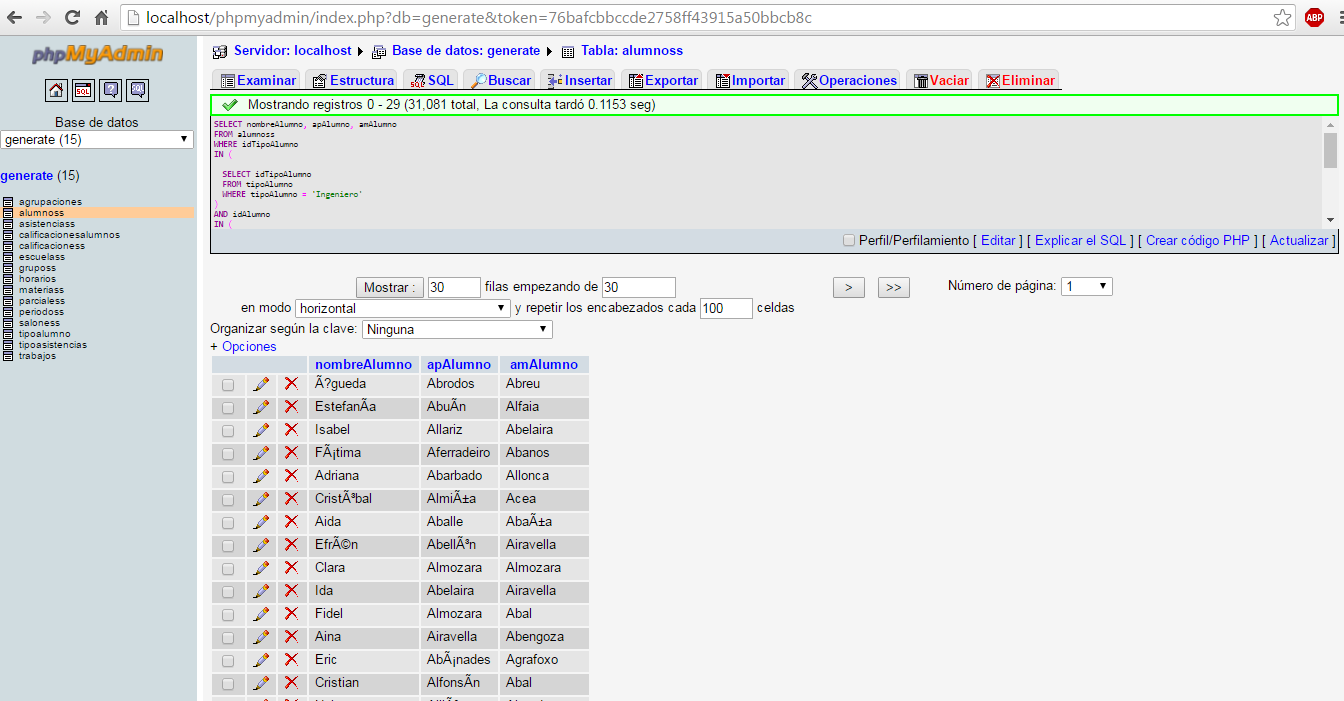 localhost/phpmyadmin/index.php?db=generate&token=76bafcbbccde2758ff43915a50bbcb8c
ABP
phpMyAdmin
SQL
Base de datos
generate (15)
generate (15)
agrupaciones
alumnoss
asistenciass
calificacionesalumnos
calificacioness
escuelass
gruposs
horarios
materiass
parcialess
periodoss
saloness
tipoalumno
tipoasistencias
trabajos
Servidor: localhost Base de datos: generate Tabla: alumnoss
Examinar Estructura SQL Buscar Insertar Exportar Importar Operaciones Vaciar Eliminar
Mostrando registros 0 - 29 (31,081 total, La consulta tardó 0.1153 seg)
SELECT nombreAlumno, apAlumno, amAlumno
FROM alumnoss
WHERE idTipoAlumno
IN (
SELECT idTipoAlumno
FROM tipoAlumno
WHERE tipoAlumno = 'Ingeniero'
)
AND idAlumno
IN (
Perfil/Perfilamiento [ Editar ] [ Explicar el SQL ] [ Crear código PHP ] [ Actualizar ]
Mostrar : 30 filas empezando de 30 > >> Número de página: 1
en modo horizontal y repetir los encabezados cada 100 celdas
Organizar según la clave: Ninguna
+ Opciones
nombreAlumno apAlumno amAlumno
Ã?gueda Abrodos Abreu
EstefanÃ­a AbuÃ­n Alfaia
Isabel Allariz Abelaira
FÃ¡tima Aferradeiro Abanos
Adriana Abarbado Allonca
CristÃ³bal AlmiÃ±a Acea
Aida Aballe AbaÃ±a
EfrÃ©n AbellÃ³n Airavella
Clara Almozara Almozara
Ida Abelaira Airavella
Fidel Almozara Abal
Aina Airavella Abengoza
Eric AbÃ¡nades Agrafoxo
Cristian AlfonsÃ­n Abal